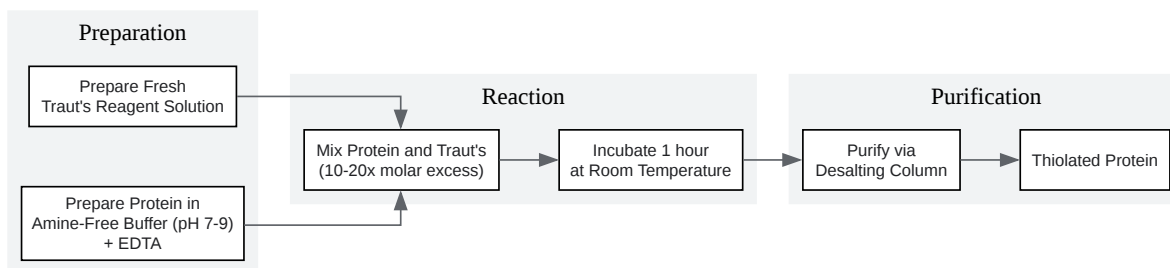 Preparation
Prepare Fresh
Traut's Reagent Solution
Prepare Protein in
Amine-Free Buffer (pH 7-9)
+ EDTA
Reaction
Mix Protein and Traut's
(10-20x molar excess)
Incubate 1 hour
at Room Temperature
Purification
Purify via
Desalting Column
Thiolated Protein